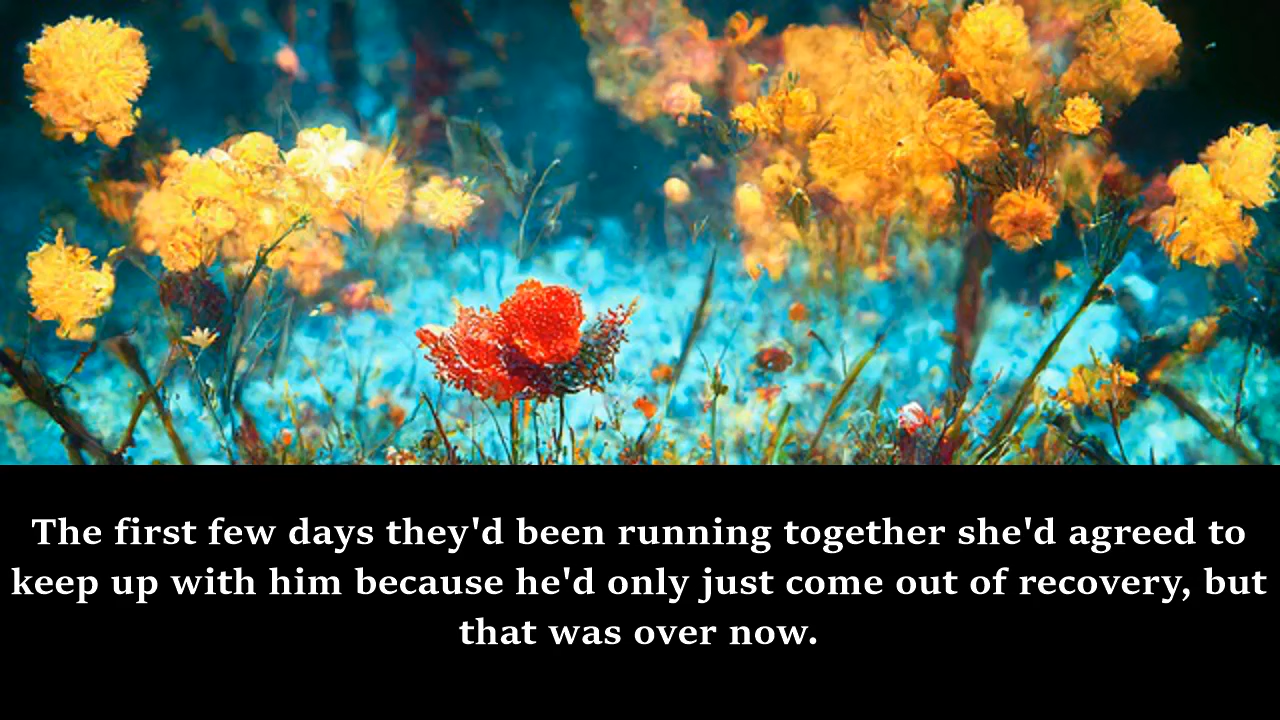 The first few days they'd been running together she'd agreed to
keep up with him because he'd only just come out of recovery, but
that was over now.